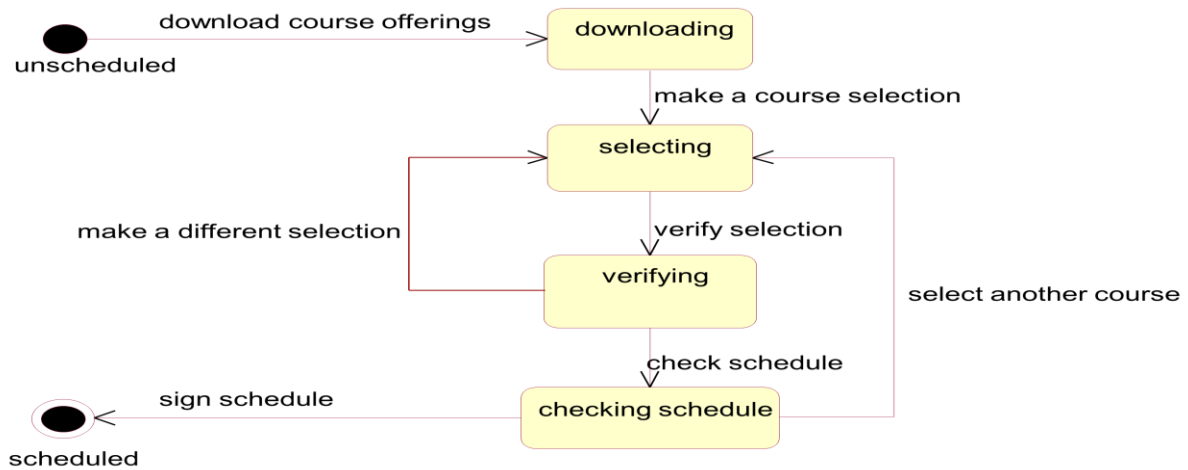 download course offerings
downloading
unscheduled
make a course selection
selecting
make a different selection
verify selection
verifying
select another course
check schedule
sign schedule
checking schedule
scheduled